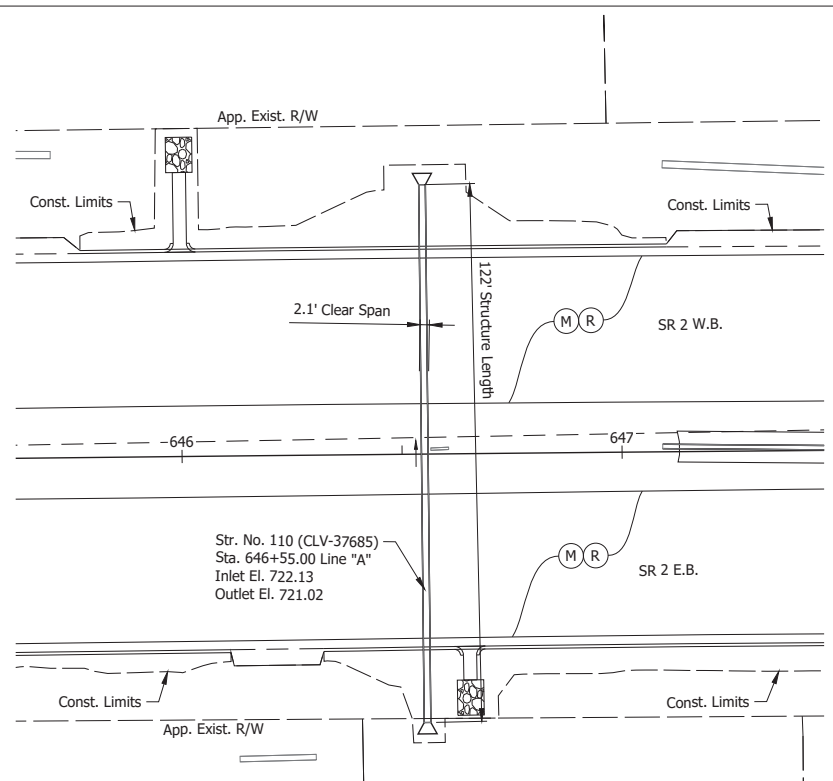 App. Exist. R/W
Const. Limits
Const. Limits
2.1' Clear Span
122' Structure Length
M R
SR 2 W.B.
646
647
Str. No. 110 (CLV-37685)
Sta. 646+55.00 Line "A"
Inlet El. 722.13
Outlet El. 721.02
M R
SR 2 E.B.
Const. Limits
Const. Limits
App. Exist. R/W